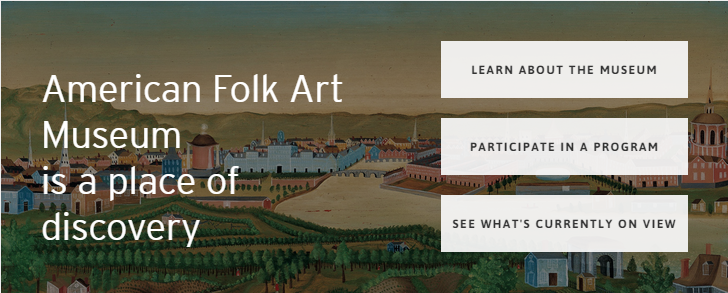 American Folk Art
Museum
is a place of
discovery
LEARN ABOUT THE MUSEUM
PARTICIPATE IN A PROGRAM
SEE WHAT'S CURRENTLY ON VIEW